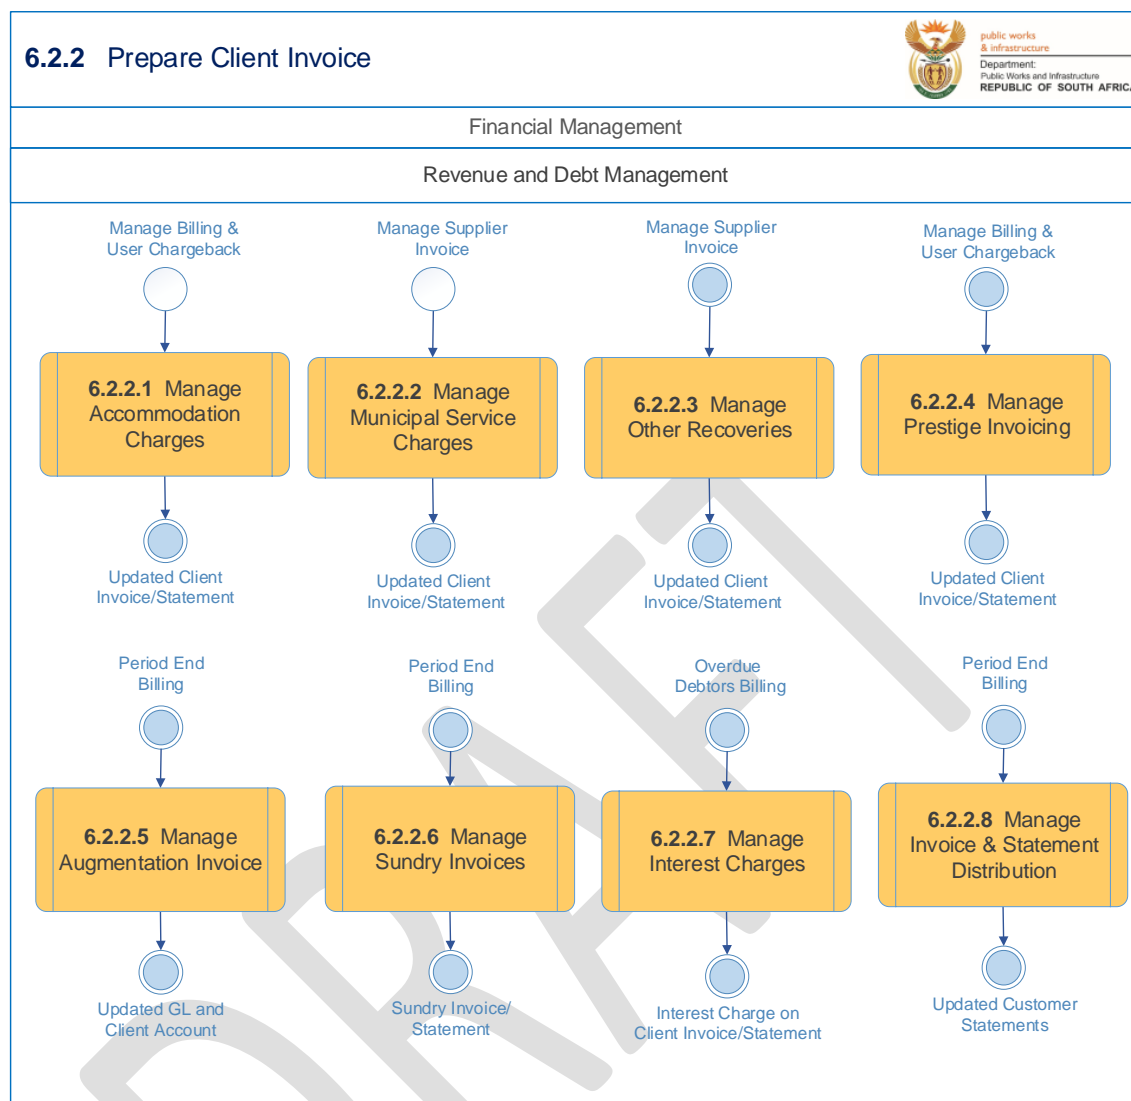 6.2.2 Prepare Client Invoice
public works
& infrastructure
Department:
Public Works and Infrastructure
REPUBLIC OF SOUTH AFRICA
Financial Management
Revenue and Debt Management
Manage Billing &
User Chargeback
Manage Supplier
Invoice
Manage Supplier
Invoice
Manage Billing &
User Chargeback
6.2.2.1 Manage
Accommodation
Charges
6.2.2.2 Manage
Municipal Service
Charges
6.2.2.3 Manage
Other Recoveries
6.2.2.4 Manage
Prestige Invoicing
Updated Client
Invoice/Statement
Updated Client
Invoice/Statement
Updated Client
Invoice/Statement
Updated Client
Invoice/Statement
Period End
Billing
Period End
Billing
Overdue
Debtors Billing
Period End
Billing
6.2.2.5 Manage
Augmentation Invoice
6.2.2.6 Manage
Sundry Invoices
6.2.2.7 Manage
Interest Charges
6.2.2.8 Manage
Invoice & Statement
Distribution
Updated GL and
Client Account
Sundry Invoice/
Statement
Interest Charge on
Client Invoice/Statement
Updated Customer
Statements
DRAFT